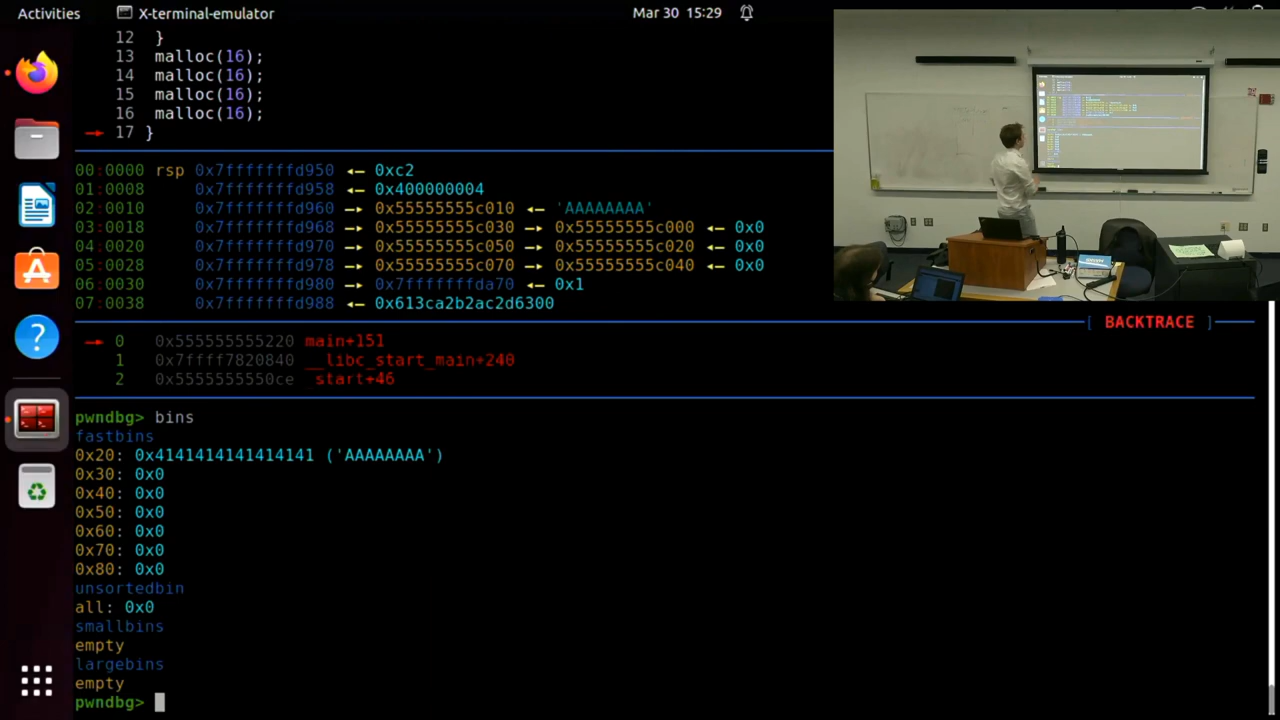 Activities X-terminal-emulator Mar 30 15:29
12 }
13 malloc(16);
14 malloc(16);
15 malloc(16);
16 malloc(16);
17 }
00:0000 rsp 0x7fffffffd950 ◂— 0xc2
01:0008 0x7fffffffd958 ◂— 0x400000004
02:0010 0x7fffffffd960 —▸ 0x55555555c010 ◂— 'AAAAAAAA'
03:0018 0x7fffffffd968 —▸ 0x55555555c030 —▸ 0x55555555c000 ◂— 0x0
04:0020 0x7fffffffd970 —▸ 0x55555555c050 —▸ 0x55555555c020 ◂— 0x0
05:0028 0x7fffffffd978 —▸ 0x55555555c070 —▸ 0x55555555c040 ◂— 0x0
06:0030 0x7fffffffd980 —▸ 0x7fffffffda70 ◂— 0x1
07:0038 0x7fffffffd988 ◂— 0x613ca2b2ac2d6300
[ BACKTRACE ]
0 0x555555555220 main+151
1 0x7ffff7820840 __libc_start_main+240
2 0x5555555550ce _start+46
pwndbg> bins
fastbins
0x20: 0x4141414141414141 ('AAAAAAAA')
0x30: 0x0
0x40: 0x0
0x50: 0x0
0x60: 0x0
0x70: 0x0
0x80: 0x0
unsortedbin
all: 0x0
smallbins
empty
largebins
empty
pwndbg>